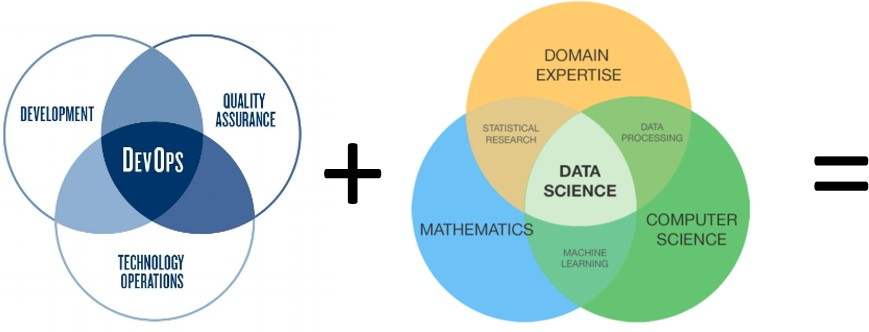 DEVELOPMENT
QUALITY
ASSURANCE
DEVOPS
TECHNOLOGY
OPERATIONS
+
DOMAIN
EXPERTISE
STATISTICAL
RESEARCH
DATA
PROCESSING
DATA
SCIENCE
MATHEMATICS
COMPUTER
SCIENCE
MACHINE
LEARNING
=